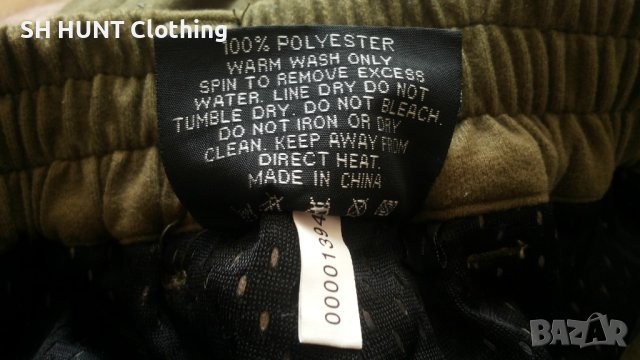 SH HUNT Clothing
100% POLYESTER
WARM WASH ONLY
SPIN TO REMOVE EXCESS
WATER. LINE DRY DO NOT
TUMBLE DRY. DO NOT BLEACH.
DO NOT IRON OR DRY
CLEAN. KEEP AWAY FROM
DIRECT HEAT.
MADE IN CHINA
00001394
BAZAR